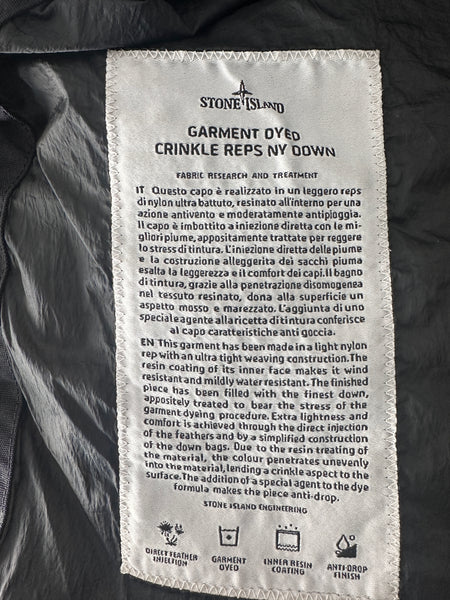 STONE ISLAND
GARMENT DYED
CRINKLE REPS NY DOWN
FABRIC RESEARCH AND TREATMENT
IT Questo capo è realizzato in un leggero reps
di nylon ultra battuto, resinato all'interno per una
azione antivento e moderatamente antipioggia.
Il capo è imbottito a iniezione diretta con le mi-
gliori piume, appositamente trattate per reggere
lo stress di tintura. L'iniezione diretta delle piume
e la costruzione alleggerita dei sacchi piuma
esalta la leggerezza e il comfort dei capi. Il bagno
di tintura, grazie alla penetrazione disomogenea
nel tessuto resinato, dona alla superficie un
aspetto mosso e marezzato. L'aggiunta di uno
speciale agente alla ricetta di tintura conferisce
al capo caratteristiche anti goccia.
EN This garment has been made in a light nylon
rep with an ultra tight weaving construction. The
resin coating of its inner face makes it wind
resistant and mildly water resistant. The finished
piece has been filled with the finest down,
appositely treated to bear the stress of the
garment dyeing procedure. Extra lightness and
comfort is achieved through the direct injection
of the feathers and by a simplified construction
of the down bags. Due to the resin treating of
the material, the colour penetrates unevenly
into the material, lending a crinkle aspect to the
surface. The addition of a special agent to the dye
formula makes the piece anti-drop.
STONE ISLAND ENGINEERING
DIRECT FEATHER
INJECTION
GARMENT
DYED
INNER RESIN
COATING
ANTI-DROP
FINISH